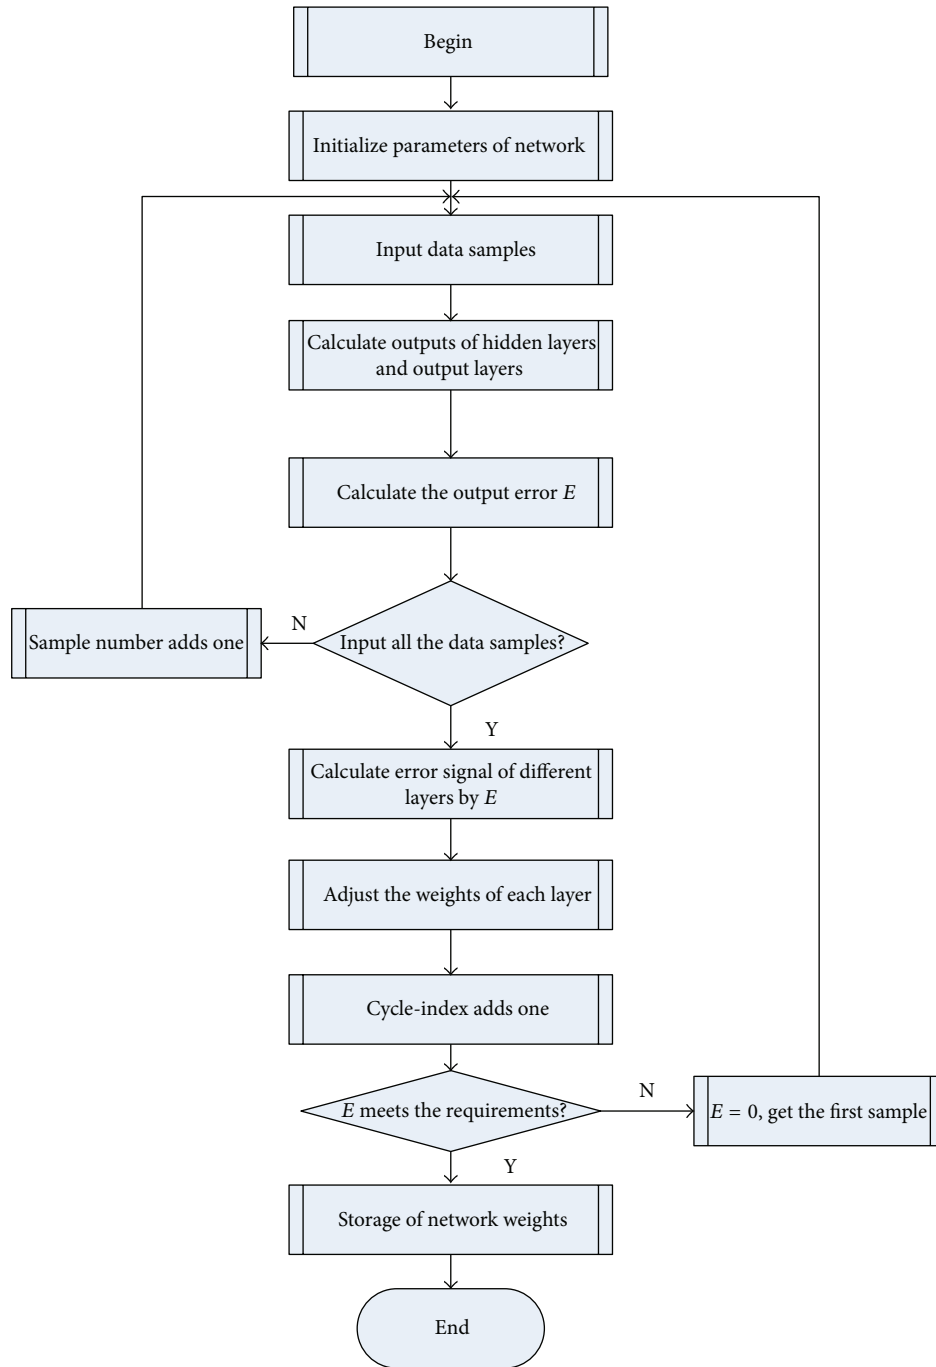 Begin
Initialize parameters of network
Input data samples
Calculate outputs of hidden layers
and output layers
Calculate the output error E
N
Sample number adds one
Input all the data samples?
Y
Calculate error signal of different
layers by E
Adjust the weights of each layer
Cycle-index adds one
E meets the requirements?
N
E = 0, get the first sample
Y
Storage of network weights
End